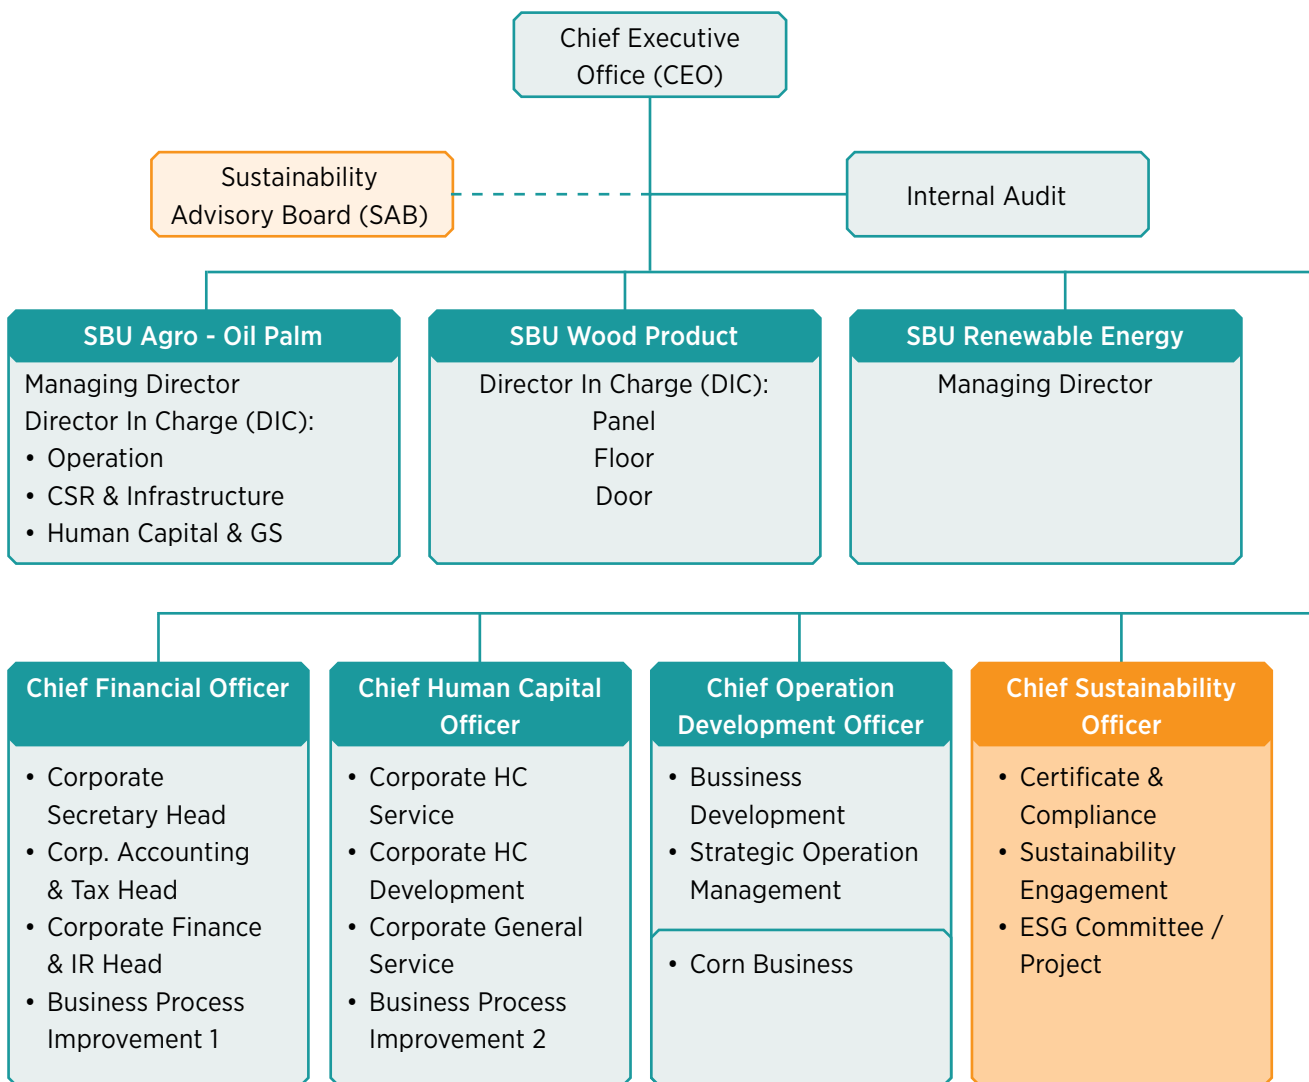 Chief Executive
Office (CEO)
Sustainability
Advisory Board (SAB)
Internal Audit
SBU Agro - Oil Palm
Managing Director
Director In Charge (DIC):
• Operation
• CSR & Infrastructure
• Human Capital & GS
SBU Wood Product
Director In Charge (DIC):
Panel
Floor
Door
SBU Renewable Energy
Managing Director
Chief Financial Officer
• Corporate
Secretary Head
• Corp. Accounting
& Tax Head
• Corporate Finance
& IR Head
• Business Process
Improvement 1
Chief Human Capital
Officer
• Corporate HC
Service
• Corporate HC
Development
• Corporate General
Service
• Business Process
Improvement 2
Chief Operation
Development Officer
• Bussiness
Development
• Strategic Operation
Management
• Corn Business
Chief Sustainability
Officer
• Certificate &
Compliance
• Sustainability
Engagement
• ESG Committee /
Project